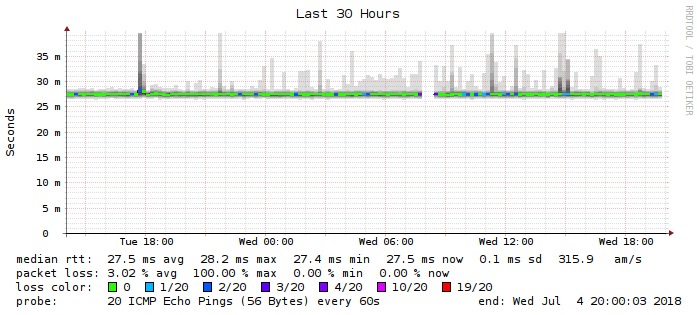 Last 30 Hours
RRDTOOL / TOBI OETIKER
Seconds
35 m
30 m
25 m
20 m
15 m
10 m
5 m
0
Tue 18:00 Wed 00:00 Wed 06:00 Wed 12:00 Wed 18:00
median rtt: 27.5 ms avg 28.2 ms max 27.4 ms min 27.5 ms now 0.1 ms sd 315.9 am/s
packet loss: 3.02 % avg 100.00 % max 0.00 % min 0.00 % now
loss color: 0 1/20 2/20 3/20 4/20 10/20 19/20
probe: 20 ICMP Echo Pings (56 Bytes) every 60s end: Wed Jul 4 20:00:03 2018